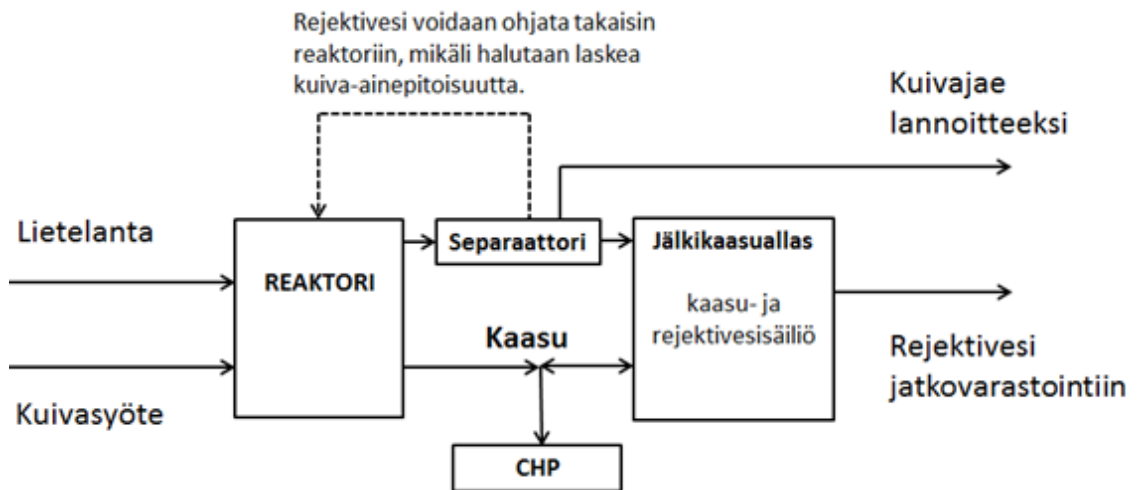 Rejektivesi voidaan ohjata takaisin
reaktoriin, mikäli halutaan laskea
kuiva-ainepitoisuutta.
Kuivajae
lannoitteeksi
Lietelanta
REAKTORI
Separaattori
Jälkikaasuallas
kaasu- ja
rejektivesisäiliö
Kaasu
Rejektivesi
jatkovarastointiin
Kuivasyöte
CHP